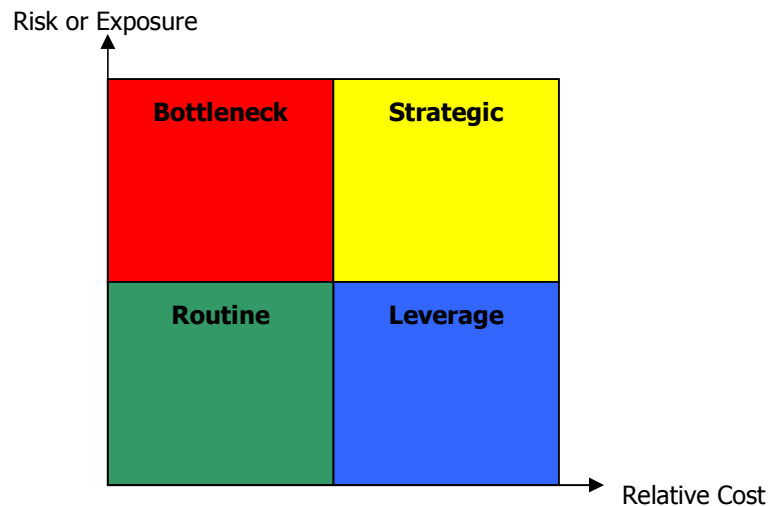 Risk or Exposure
Bottleneck
Strategic
Routine
Leverage
Relative Cost